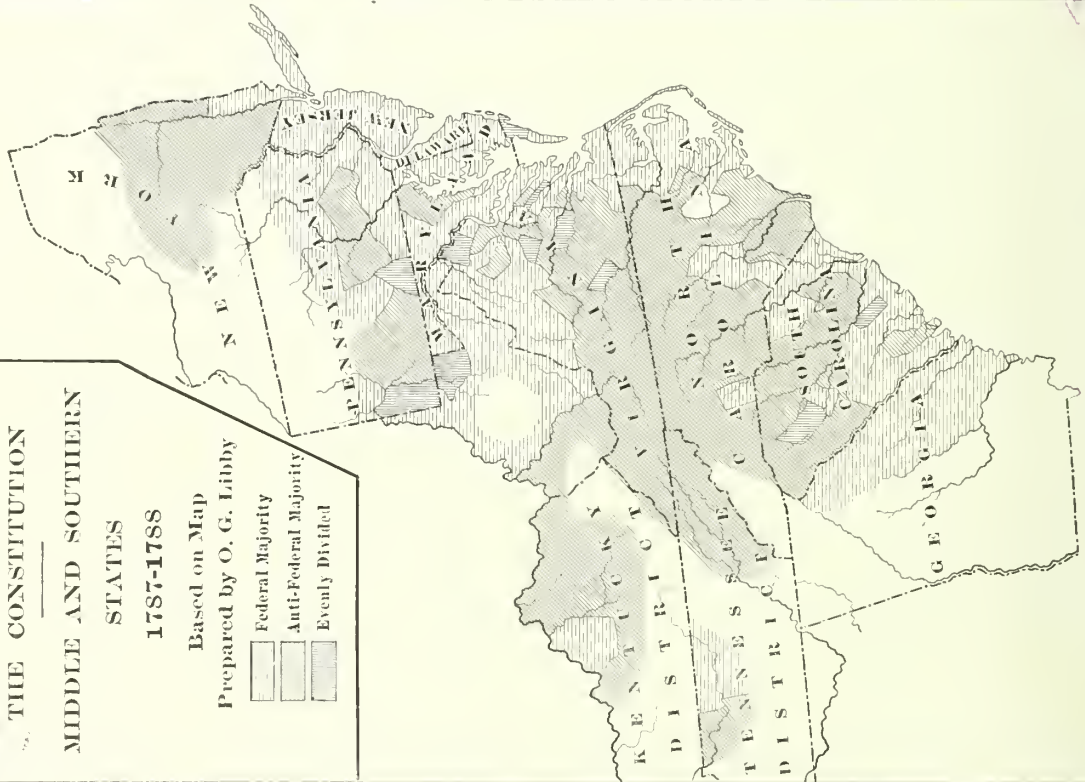 THE CONSTITUTION
MIDDLE AND SOUTHERN
STATES
1787-1788
Based on Map
Prepared by O. G. Libby
Federal Majority
Anti-Federal Majority
Evenly Divided
NEW YORK
PENNSYLVANIA
NEW JERSEY
DELAWARE
MARYLAND
VIRGINIA
NORTH
CAROLINA
SOUTH
CAROLINA
GEORGIA
KENTUCKY
DISTRICT
TENNESSEE
DISTRICT